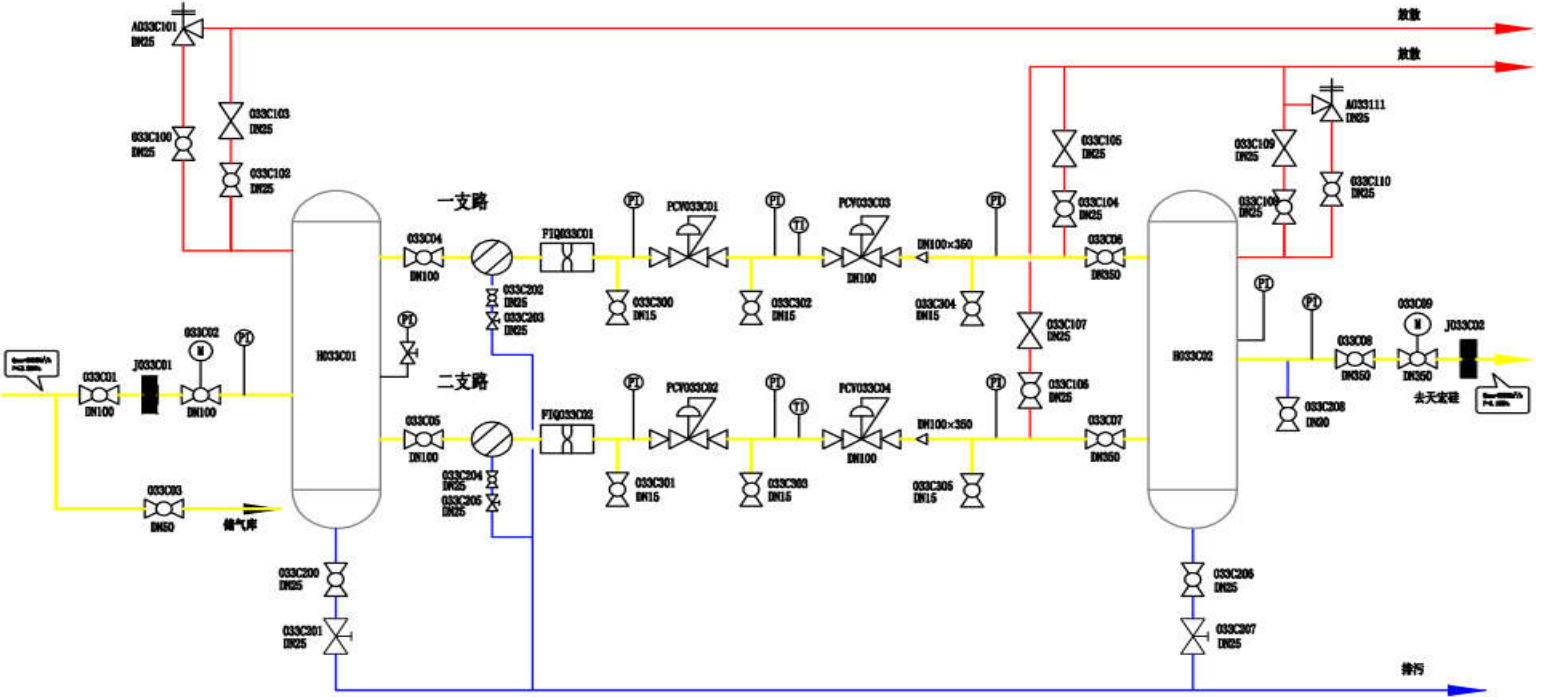 放散
A033C101
DN25
放散
033C103
DN25
A033111
DN25
033C100
DN25
033C105
DN25
033C109
DN25
033C102
DN25
033C110
DN25
一支路
PI
PCV033C01
PI
PCV033C03
PI
033C104
DN25
033C108
DN25
033C04
FIQ033C01
TI
DN100×350
033C06
DN100
DN100
DN350
033C202
DN25
033C300
DN15
033C302
DN15
033C304
DN15
PI
033C203
DN25
PI
033C09
033C02
PI
PI
033C107
DN25
M
J033C02
H033C01
H033C02
033C08
J033C01
M
033C01
DN350
DN350
二支路
PI
PCV033C02
PI
PCV033C04
PI
033C106
DN25
去天宏硅
DN100
DN100
033C05
FIQ033C02
TI
DN100×350
033C07
033C208
DN20
DN100
DN100
DN350
033C204
DN25
033C301
DN15
033C303
DN15
033C305
DN15
033C03
033C205
DN25
DN50
储气库
033C200
DN25
033C206
DN25
033C201
DN25
033C207
DN25
排污